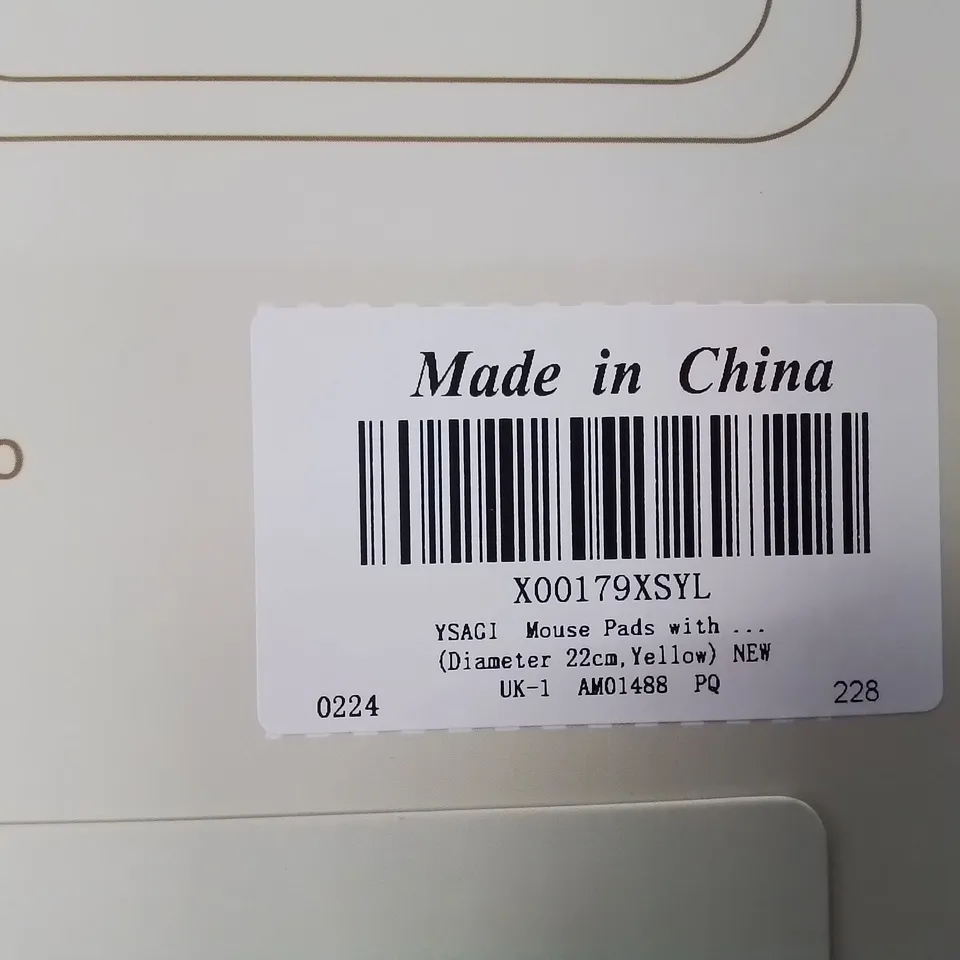 Made in China
X00179XSYL
YSAGI Mouse Pads with ...
(Diameter 22cm,Yellow) NEW
UK-1 AM01488 PQ
0224
228